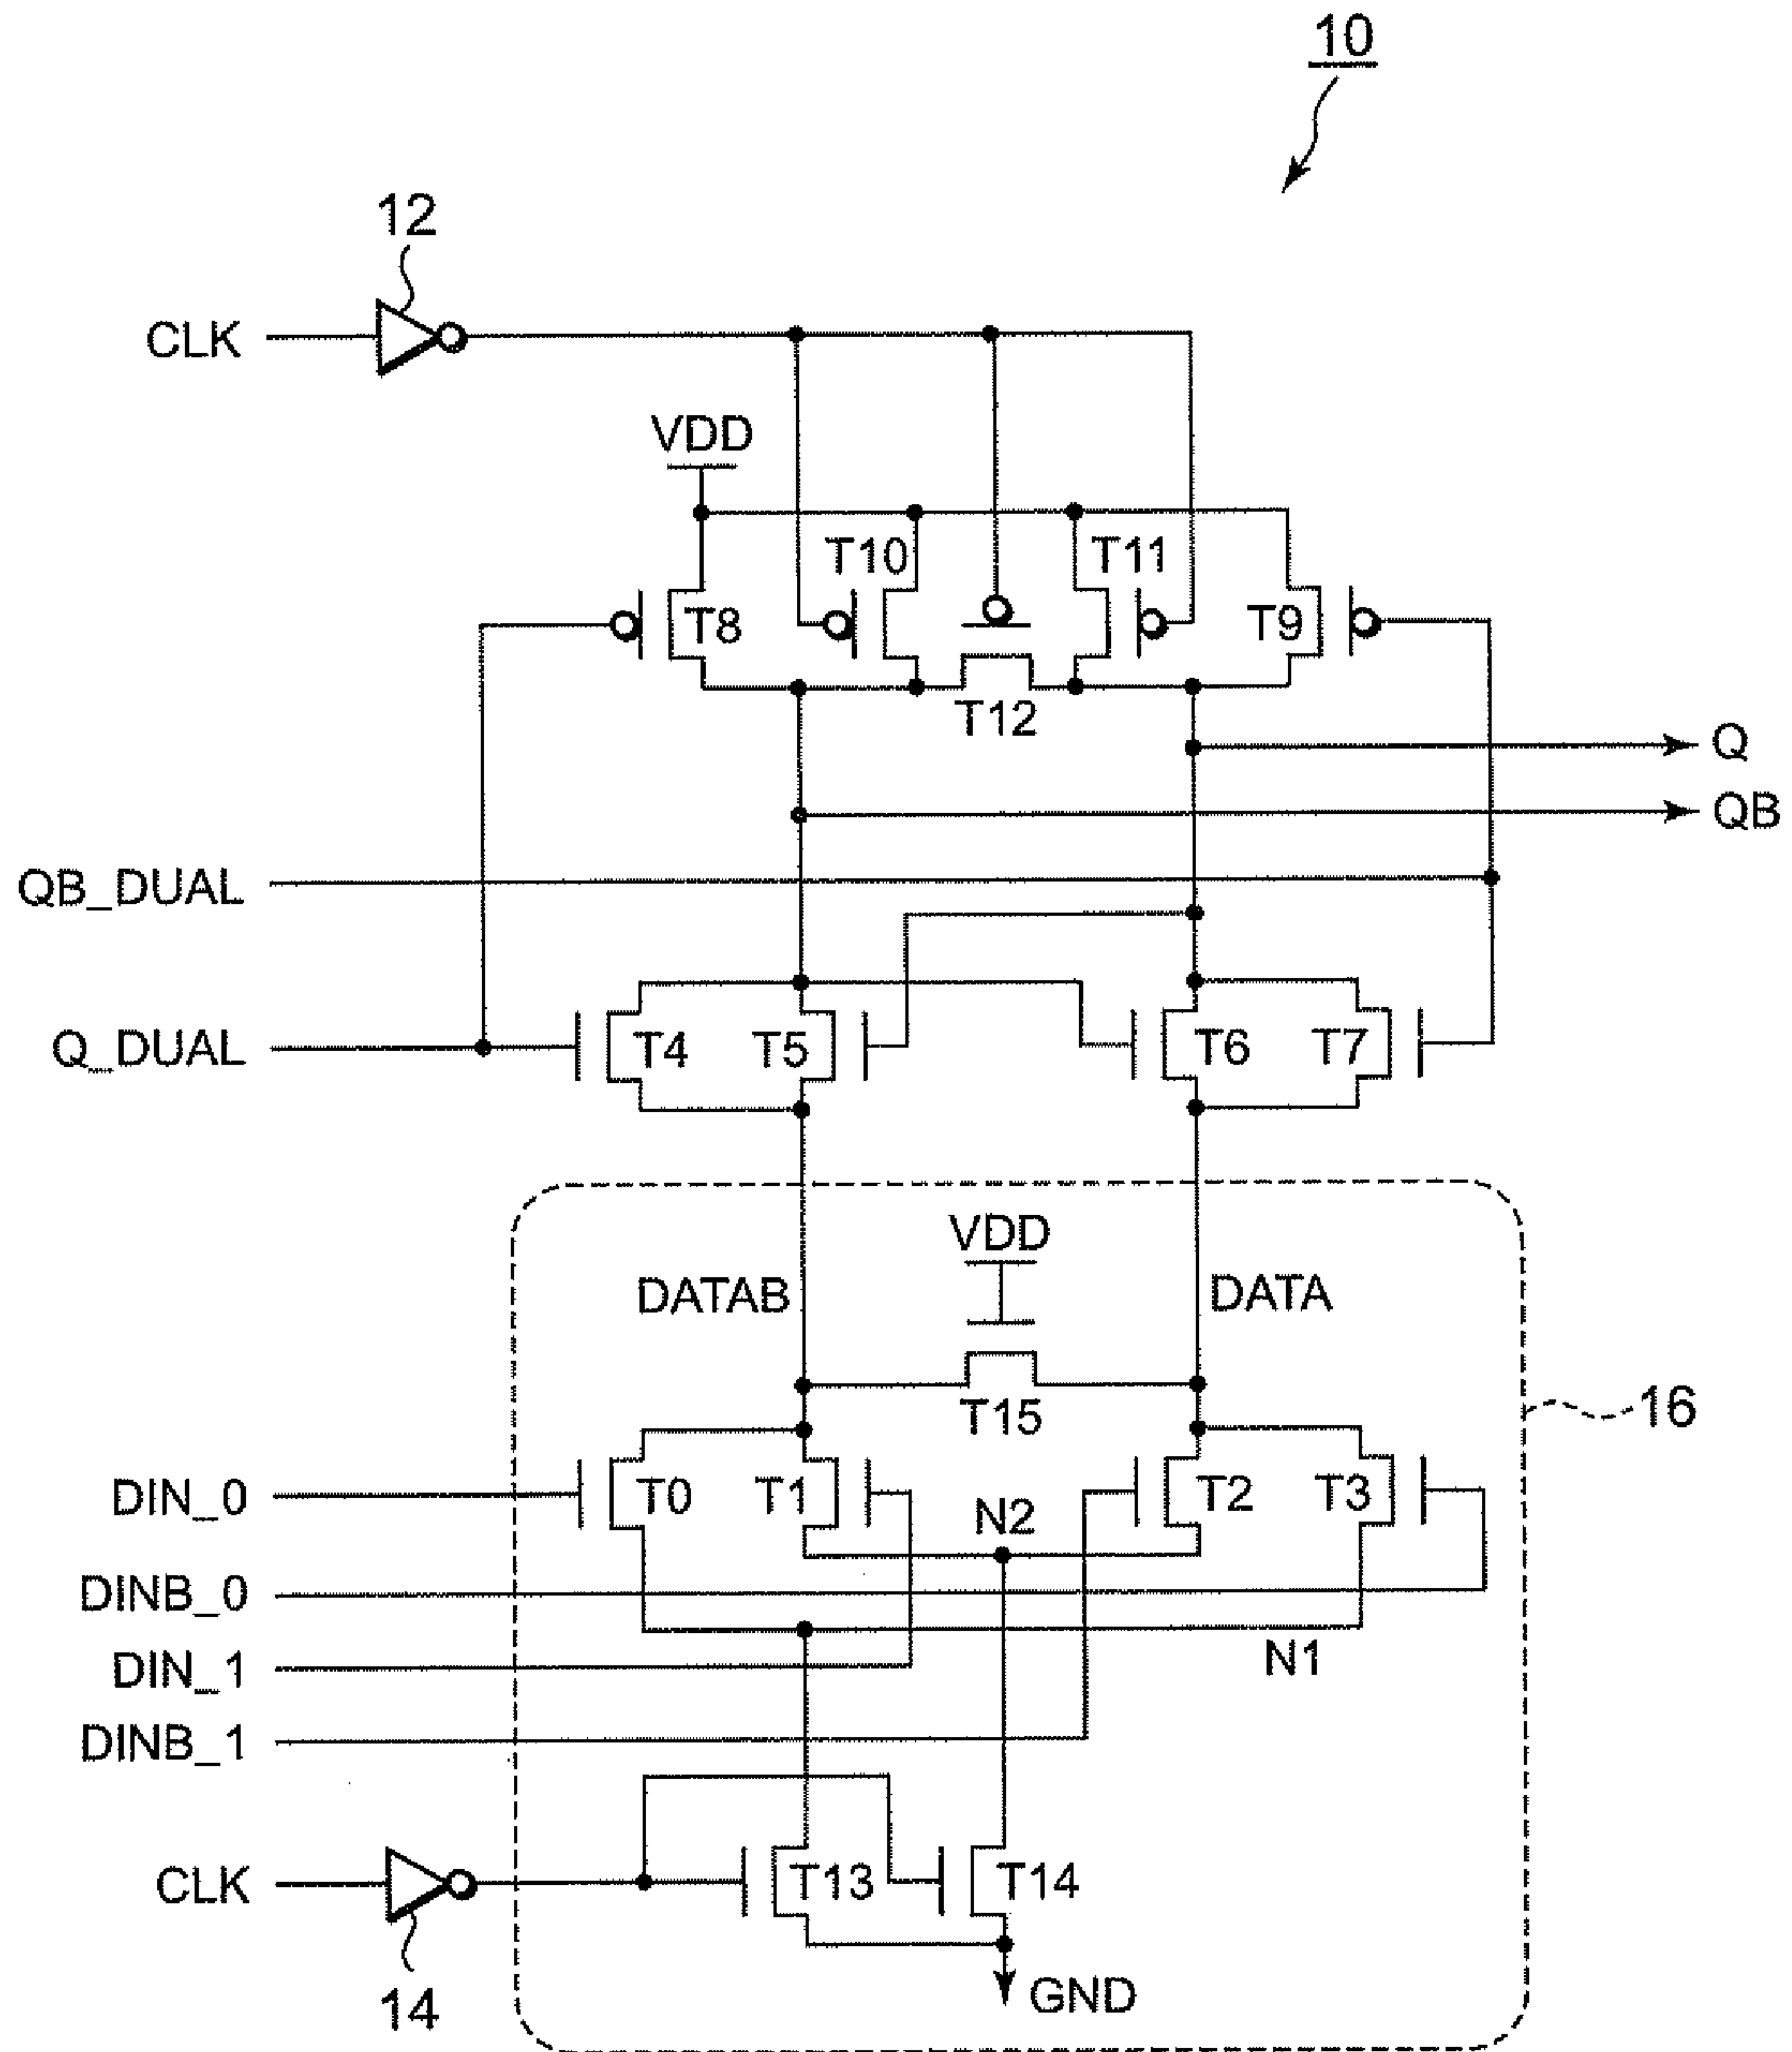 10
12
CLK
VDD
T10
T11
T8
T9
T12
Q
QB
QB_DUAL
Q_DUAL
T4
T5
T6
T7
VDD
DATAB
DATA
T15
16
DIN_0
T0
T1
N2
T2
T3
DINB_0
N1
DIN_1
DINB_1
CLK
T13
T14
14
GND